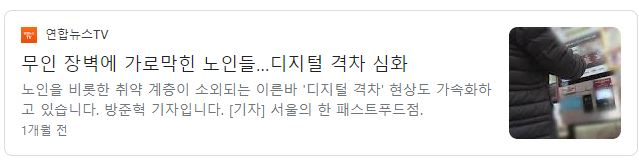 연합뉴스TV
무인 장벽에 가로막힌 노인들...디지털 격차 심화
노인을 비롯한 취약 계층이 소외되는 이른바 '디지털 격차' 현상도 가속화하
고 있습니다. 방준혁 기자입니다. [기자] 서울의 한 패스트푸드점.
1개월 전